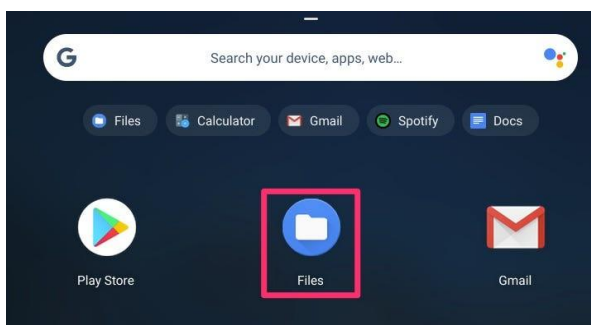 Search your device, apps, web...
Files Calculator Gmail Spotify Docs
Play Store Files Gmail